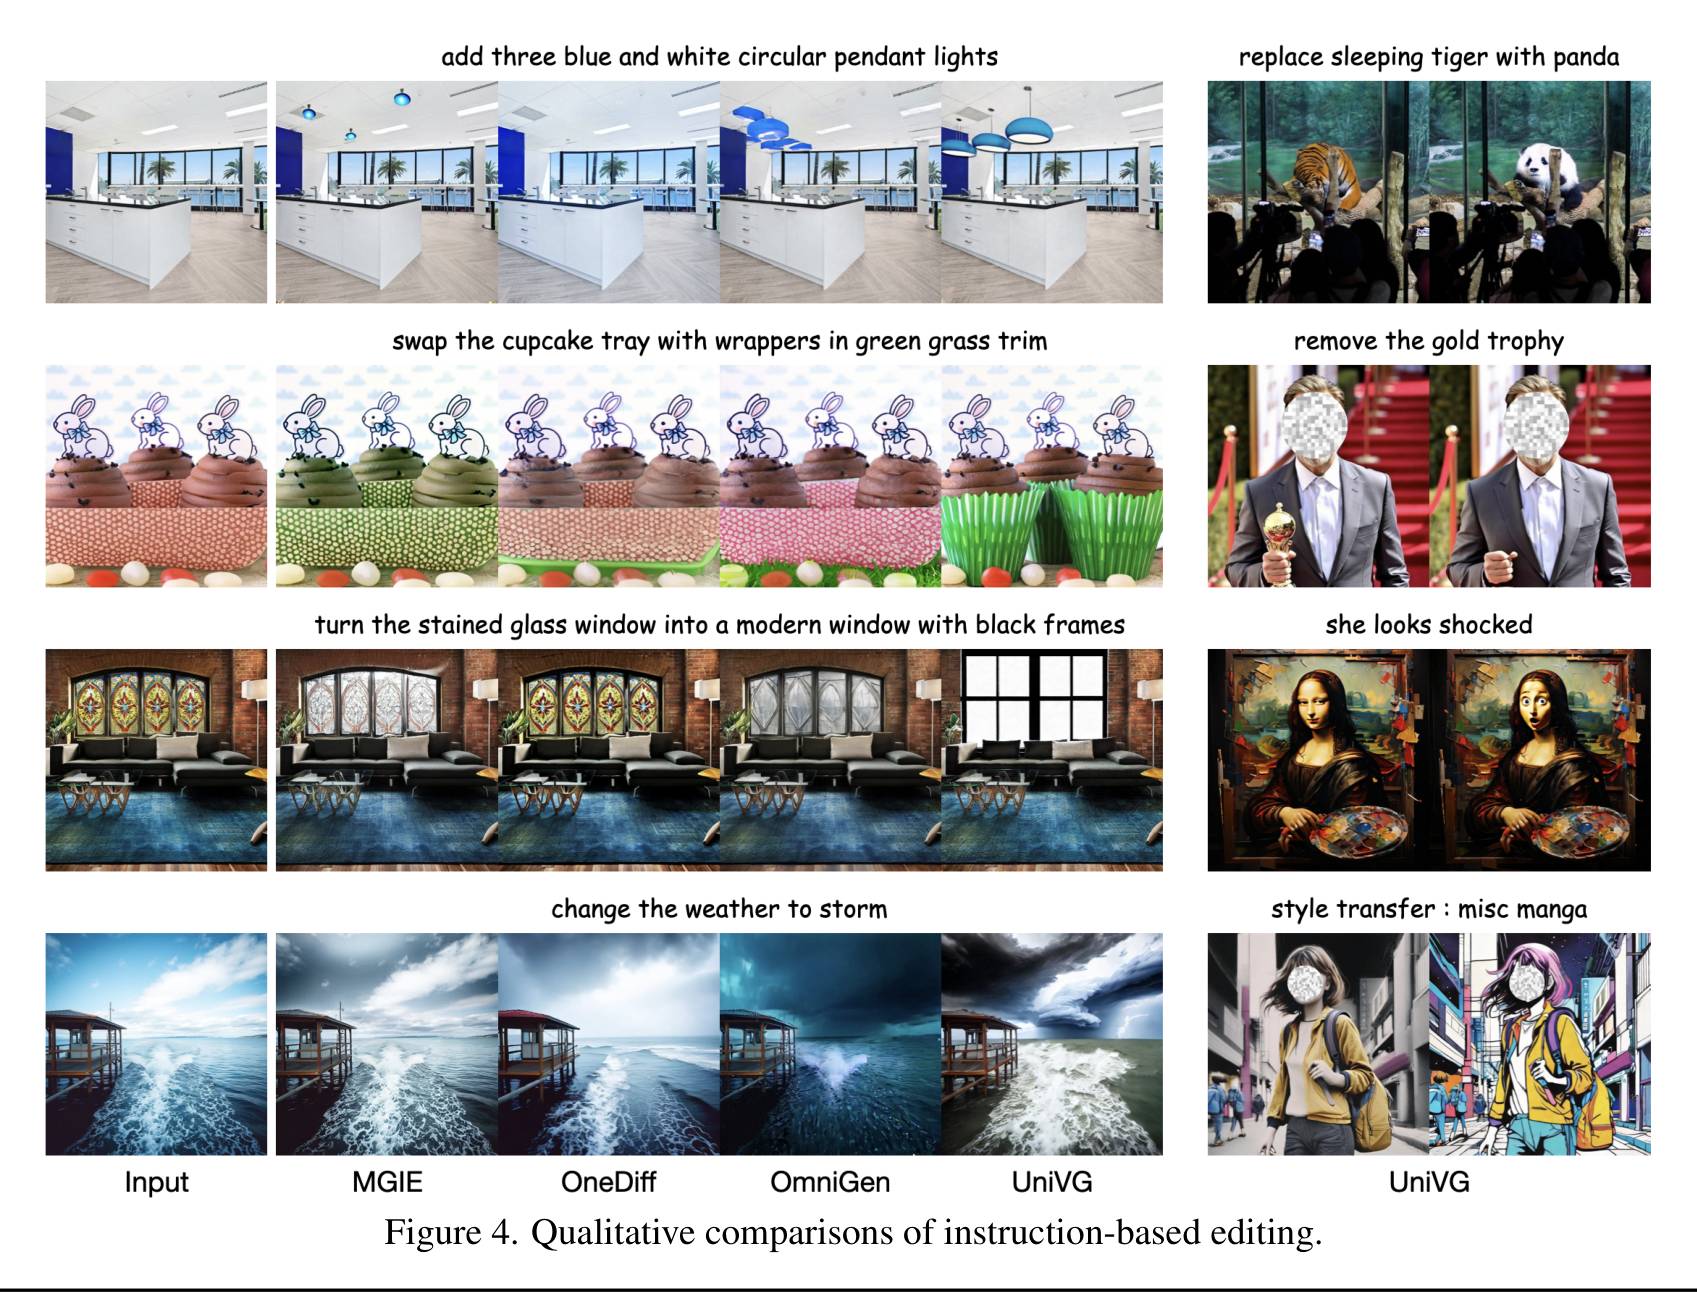 add three blue and white circular pendant lights
replace sleeping tiger with panda
swap the cupcake tray with wrappers in green grass trim
remove the gold trophy
turn the stained glass window into a modern window with black frames
she looks shocked
change the weather to storm
style transfer : misc manga
Input
MGIE
OneDiff
OmniGen
UniVG
UniVG
Figure 4. Qualitative comparisons of instruction-based editing.